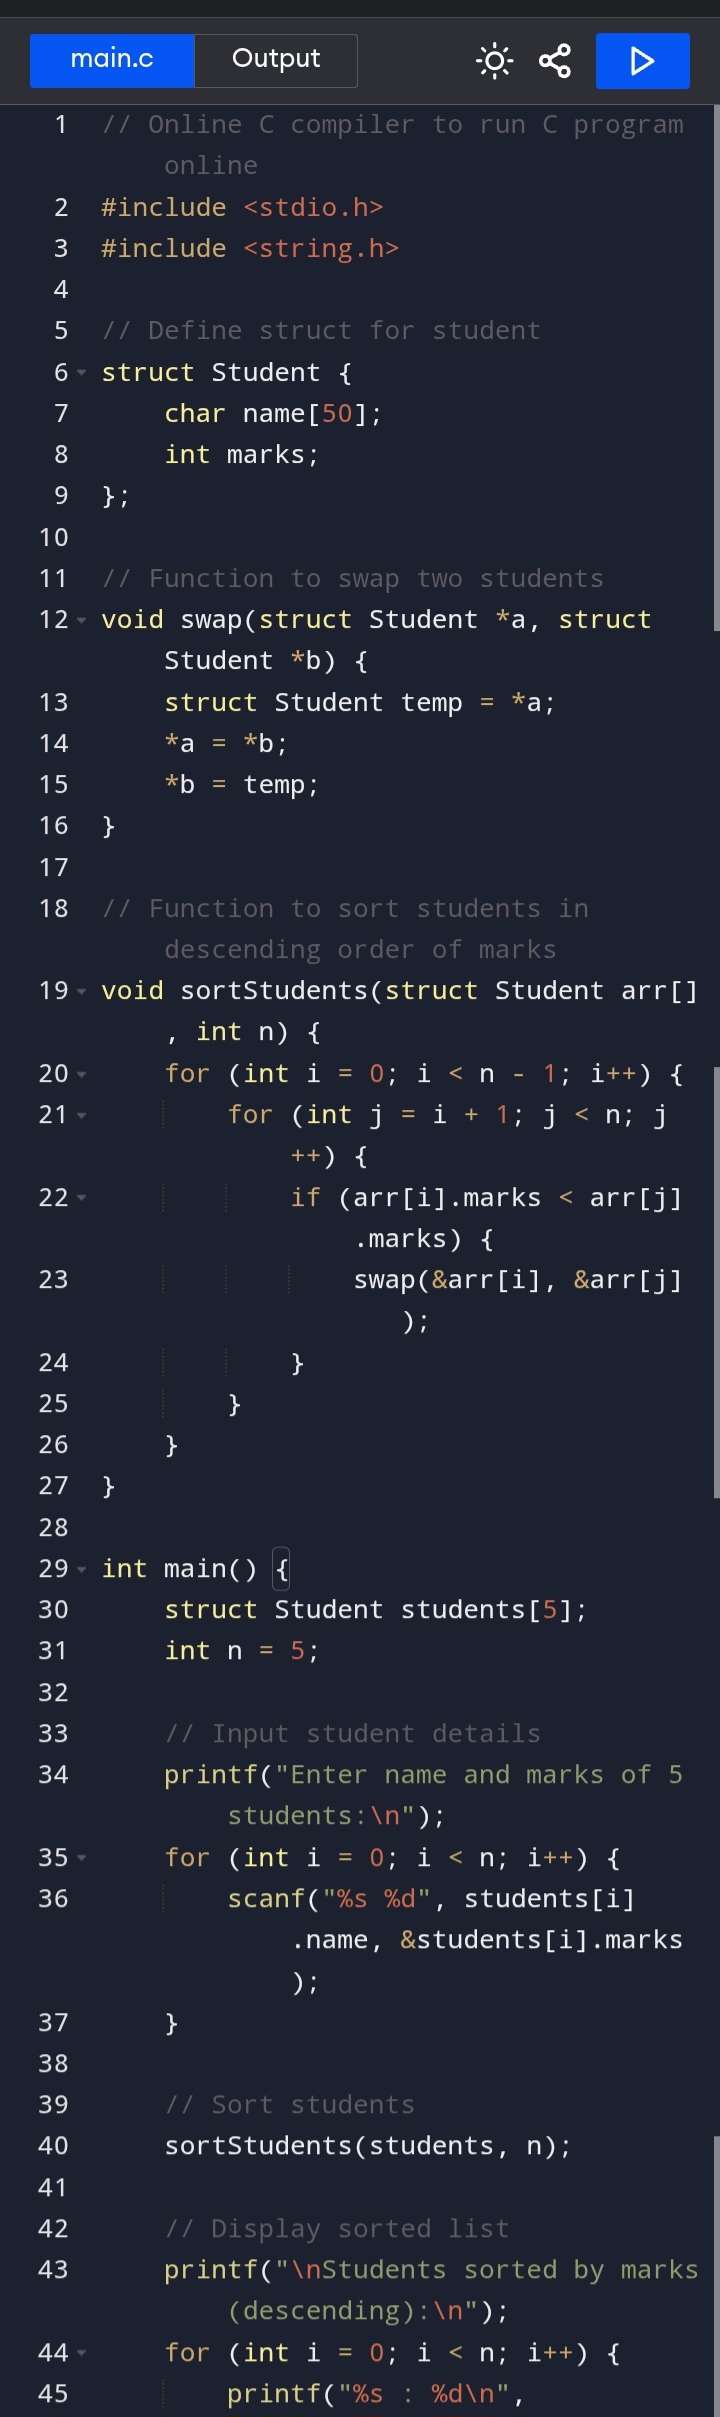 main.c Output
1 // Online C compiler to run C program
online
2 #include <stdio.h>
3 #include <string.h>
4
5 // Define struct for student
6 struct Student {
7     char name[50];
8     int marks;
9 };
10
11 // Function to swap two students
12 void swap(struct Student *a, struct
Student *b) {
13     struct Student temp = *a;
14     *a = *b;
15     *b = temp;
16 }
17
18 // Function to sort students in
descending order of marks
19 void sortStudents(struct Student arr[]
, int n) {
20     for (int i = 0; i < n - 1; i++) {
21         for (int j = i + 1; j < n; j
++) {
22             if (arr[i].marks < arr[j]
.marks) {
23                 swap(&arr[i], &arr[j]
);
24             }
25         }
26     }
27 }
28
29 int main() {
30     struct Student students[5];
31     int n = 5;
32
33     // Input student details
34     printf("Enter name and marks of 5
students:\n");
35     for (int i = 0; i < n; i++) {
36         scanf("%s %d", students[i]
.name, &students[i].marks
);
37     }
38
39     // Sort students
40     sortStudents(students, n);
41
42     // Display sorted list
43     printf("\nStudents sorted by marks
(descending):\n");
44     for (int i = 0; i < n; i++) {
45         printf("%s : %d\n",